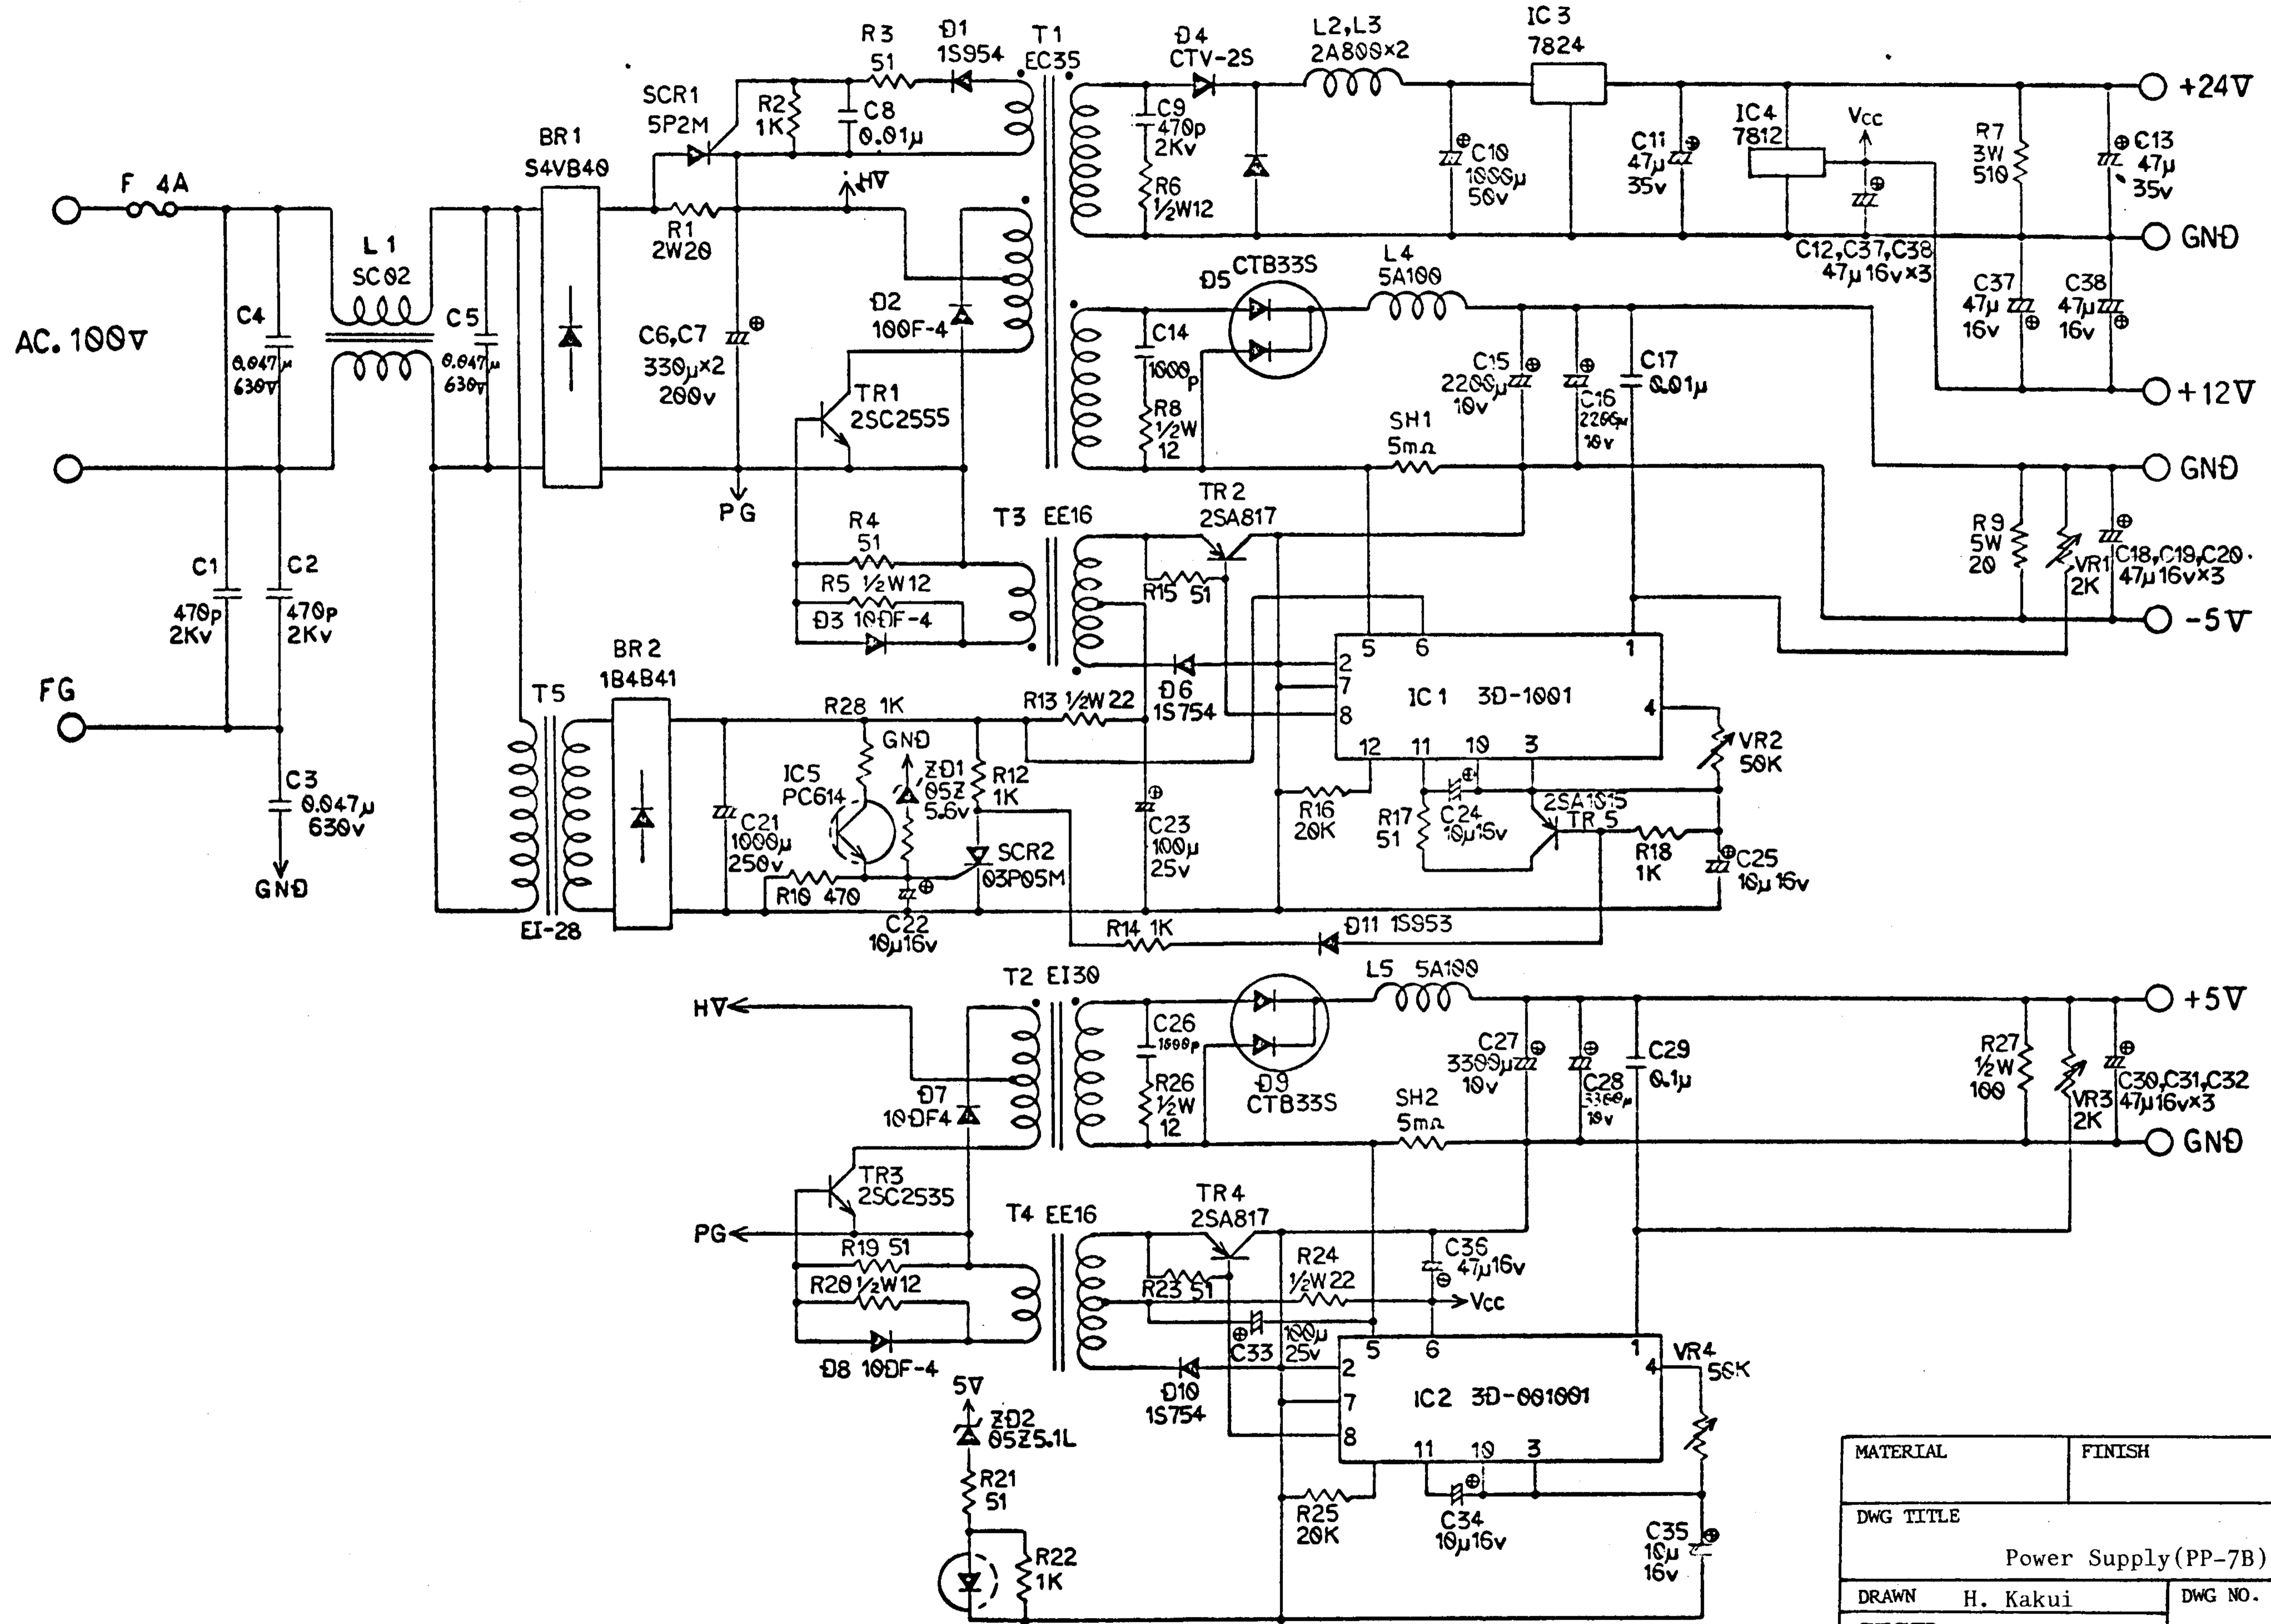 R3
51
D1
1S954
T1
EC35
D4
CTV-2S
L2,L3
2A800×2
IC3
7824
+24V
SCR1
5P2M
R2
1K
C8
0.01μ
C9
470p
2Kv
C10
1000μ
50v
C11
47μ
35v
IC4
7812
Vcc
R7
3W
510
C13
47μ
35v
F 4A
BR1
S4VB40
HV
R6
½W12
GND
R1
2W20
L1
SC02
C12,C37,C38
47μ16v×3
AC.100V
C4
0.047μ
630V
C5
0.047μ
630V
C6,C7
330μ×2
200v
D2
100F-4
D5
CTB33S
L4
5A100
C37
47μ
16v
C38
47μ
16v
C14
1000p
C15
2200μ
10v
C16
2200μ
10v
C17
0.01μ
+12V
TR1
2SC2555
R8
½W
12
SH1
5mΩ
GND
PG
T3 EE16
TR2
2SA817
R4
51
R5 ½W12
D3 10DF-4
R15 51
R9
5W
20
VR1
2K
C18,C19,C20.
47μ16v×3
-5V
C1
470p
2Kv
C2
470p
2Kv
FG
BR2
1B4B41
T5
D6
1S754
5
6
1
2
7
8
IC1 3D-1001
4
12
11
10
3
VR2
50K
R28 1K
R13 ½W22
GND
ZD1
05Z
5.6v
R12
1K
IC5
PC614
C3
0.047μ
630v
GND
C21
1000μ
250v
SCR2
03P05M
C23
100μ
25v
R16
20K
R17
51
C24
10μ16v
2SA1015
TR5
R18
1K
C25
10μ16v
R10 470
C22
10μ16v
EI-28
R14 1K
D11 1S953
T2 EI30
L5 5A100
HV
+5V
C26
1000p
D9
CTB33S
C27
3300μ
10v
C28
3300μ
10v
C29
0.1μ
R27
½W
100
VR3
2K
C30,C31,C32
47μ16v×3
D7
10DF4
R26
½W
12
SH2
5mΩ
GND
TR3
2SC2535
PG
T4 EE16
TR4
2SA817
R19 51
R20 ½W12
D8 10DF-4
R23 51
R24
½W22
C36
47μ16v
Vcc
C33
100μ
25v
5
6
1
2
7
8
IC2 3D-001001
4
11
10
3
VR4
50K
D10
1S754
5V
ZD2
05Z5.1L
R21
51
R22
1K
R25
20K
C34
10μ16v
C35
10μ
16v
MATERIAL
FINISH
DWG TITLE
Power Supply(PP-7B)
DRAWN H. Kakui
DWG NO.